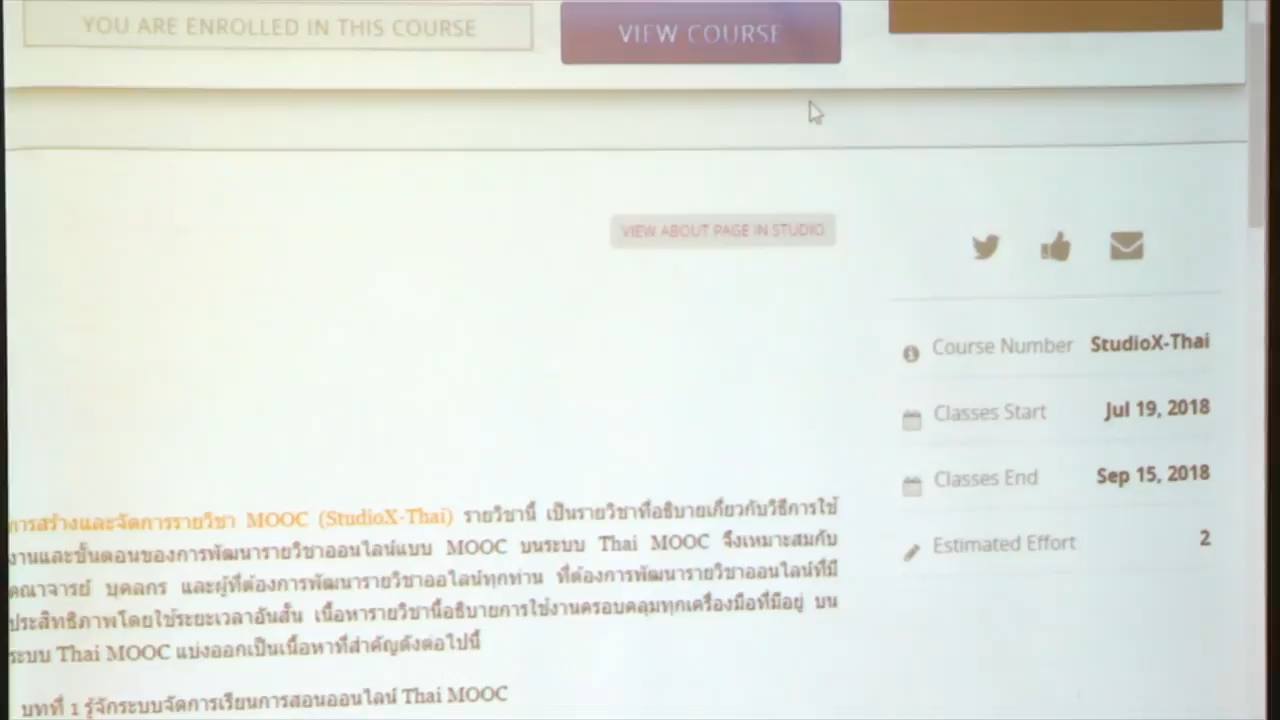 YOU ARE ENROLLED IN THIS COURSE
VIEW COURSE
VIEW ABOUT PAGE IN STUDIO
Course Number StudioX-Thai
Classes Start Jul 19, 2018
Classes End Sep 15, 2018
Estimated Effort 2
การสร้างและจัดการรายวิชา MOOC (StudioX-Thai) รายวิชานี้ เป็นรายวิชาที่อธิบายเกี่ยวกับวิธีการใช้
งานและขั้นตอนของการพัฒนารายวิชาออนไลน์แบบ MOOC บนระบบ Thai MOOC จึงเหมาะสมกับ
คณาจารย์ บุคลกร และผู้ที่ต้องการพัฒนารายวิชาออไลน์ทุกท่าน ที่ต้องการพัฒนารายวิชาออนไลน์ที่มี
ประสิทธิภาพโดยใช้ระยะเวลาอันสั้น เนื้อหารายวิชานี้อธิบายการใช้งานครอบคลุมทุกเครื่องมือที่มีอยู่ บน
ระบบ Thai MOOC แบ่งออกเป็นเนื้อหาที่สำคัญดังต่อไปนี้
บทที่ 1 รู้จักระบบจัดการเรียนการสอนออนไลน์ Thai MOOC